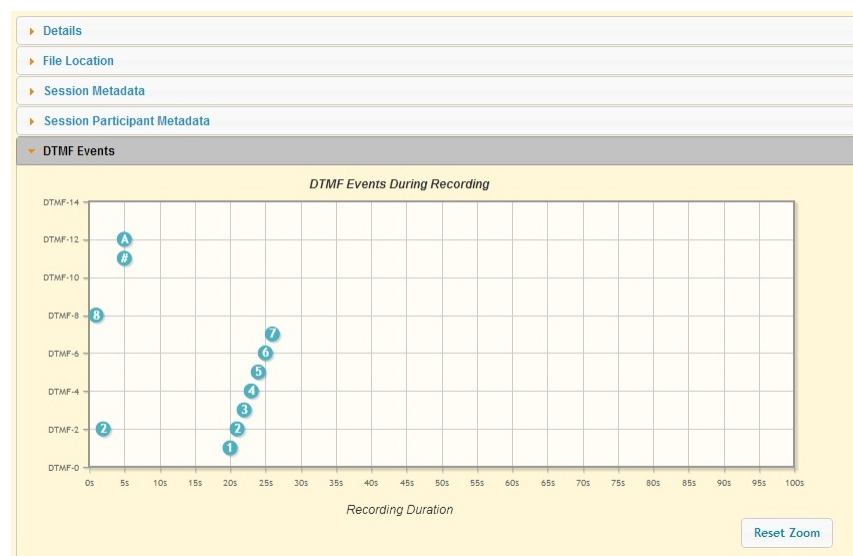 Details
File Location
Session Metadata
Session Participant Metadata
DTMF Events
DTMF Events During Recording
DTMF-14
DTMF-12
A
#
DTMF-10
DTMF-8
8
7
DTMF-6
6
5
DTMF-4
4
3
DTMF-2
2
2
1
DTMF-0
0s 5s 10s 15s 20s 25s 30s 35s 40s 45s 50s 55s 60s 65s 70s 75s 80s 85s 90s 95s 100s
Recording Duration
Reset Zoom